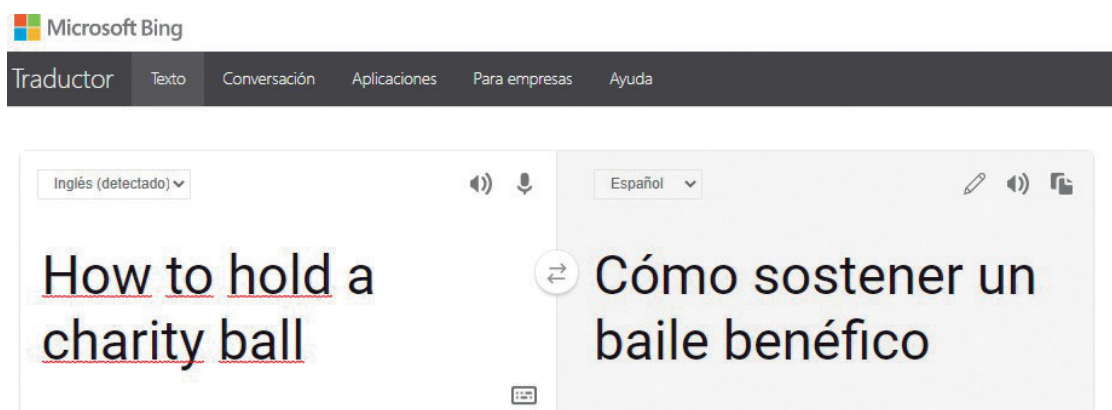 Microsoft Bing
Traductor Texto Conversación Aplicaciones Para empresas Ayuda
Inglés (detectado) Español
How to hold a
charity ball
Cómo sostener un
baile benéfico